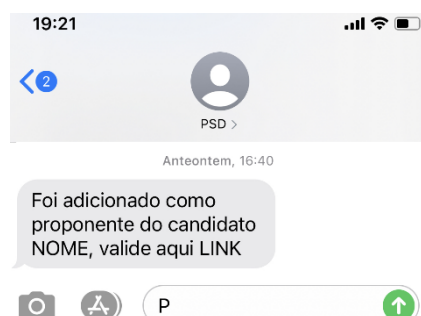 19:21
2
PSD >
Anteontem, 16:40
Foi adicionado como
proponente do candidato
NOME, valide aqui LINK
P